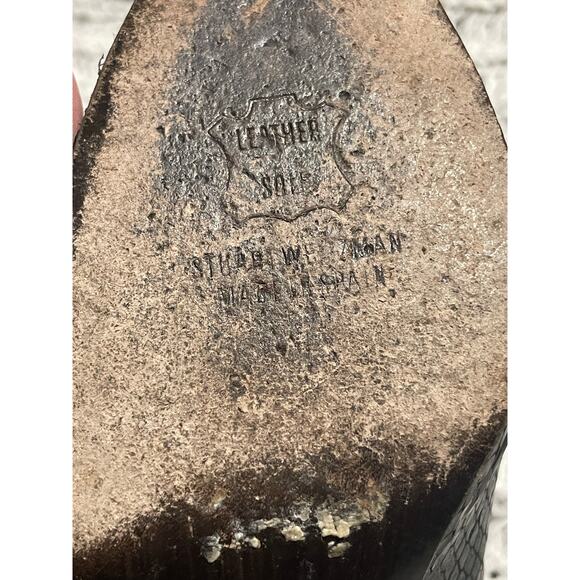 LEATHER
SOLE
STUART WEITZMAN
MADE IN SPAIN